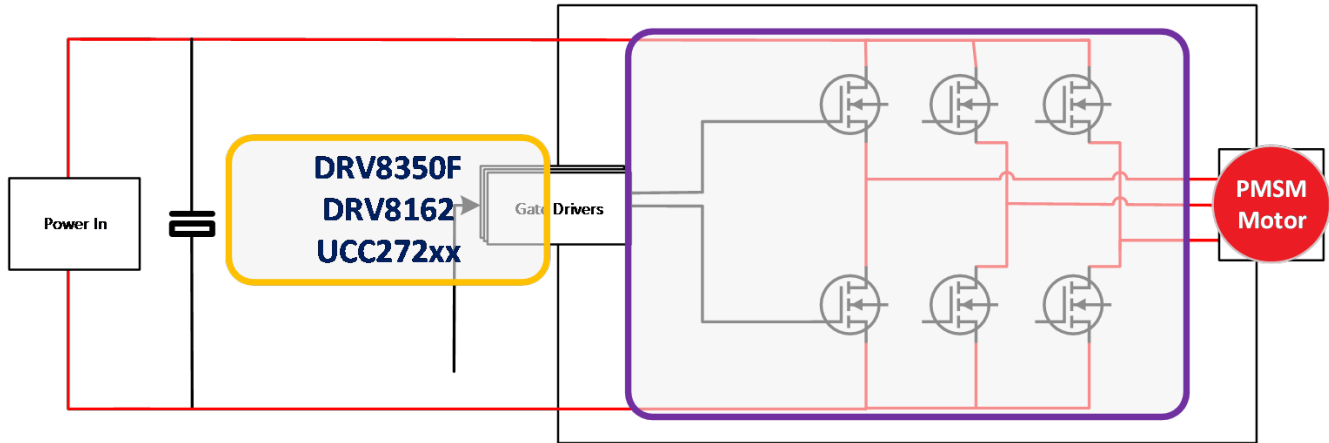 Power In
DRV8350F
DRV8162
UCC272xx
Gate Drivers
PMSM
Motor